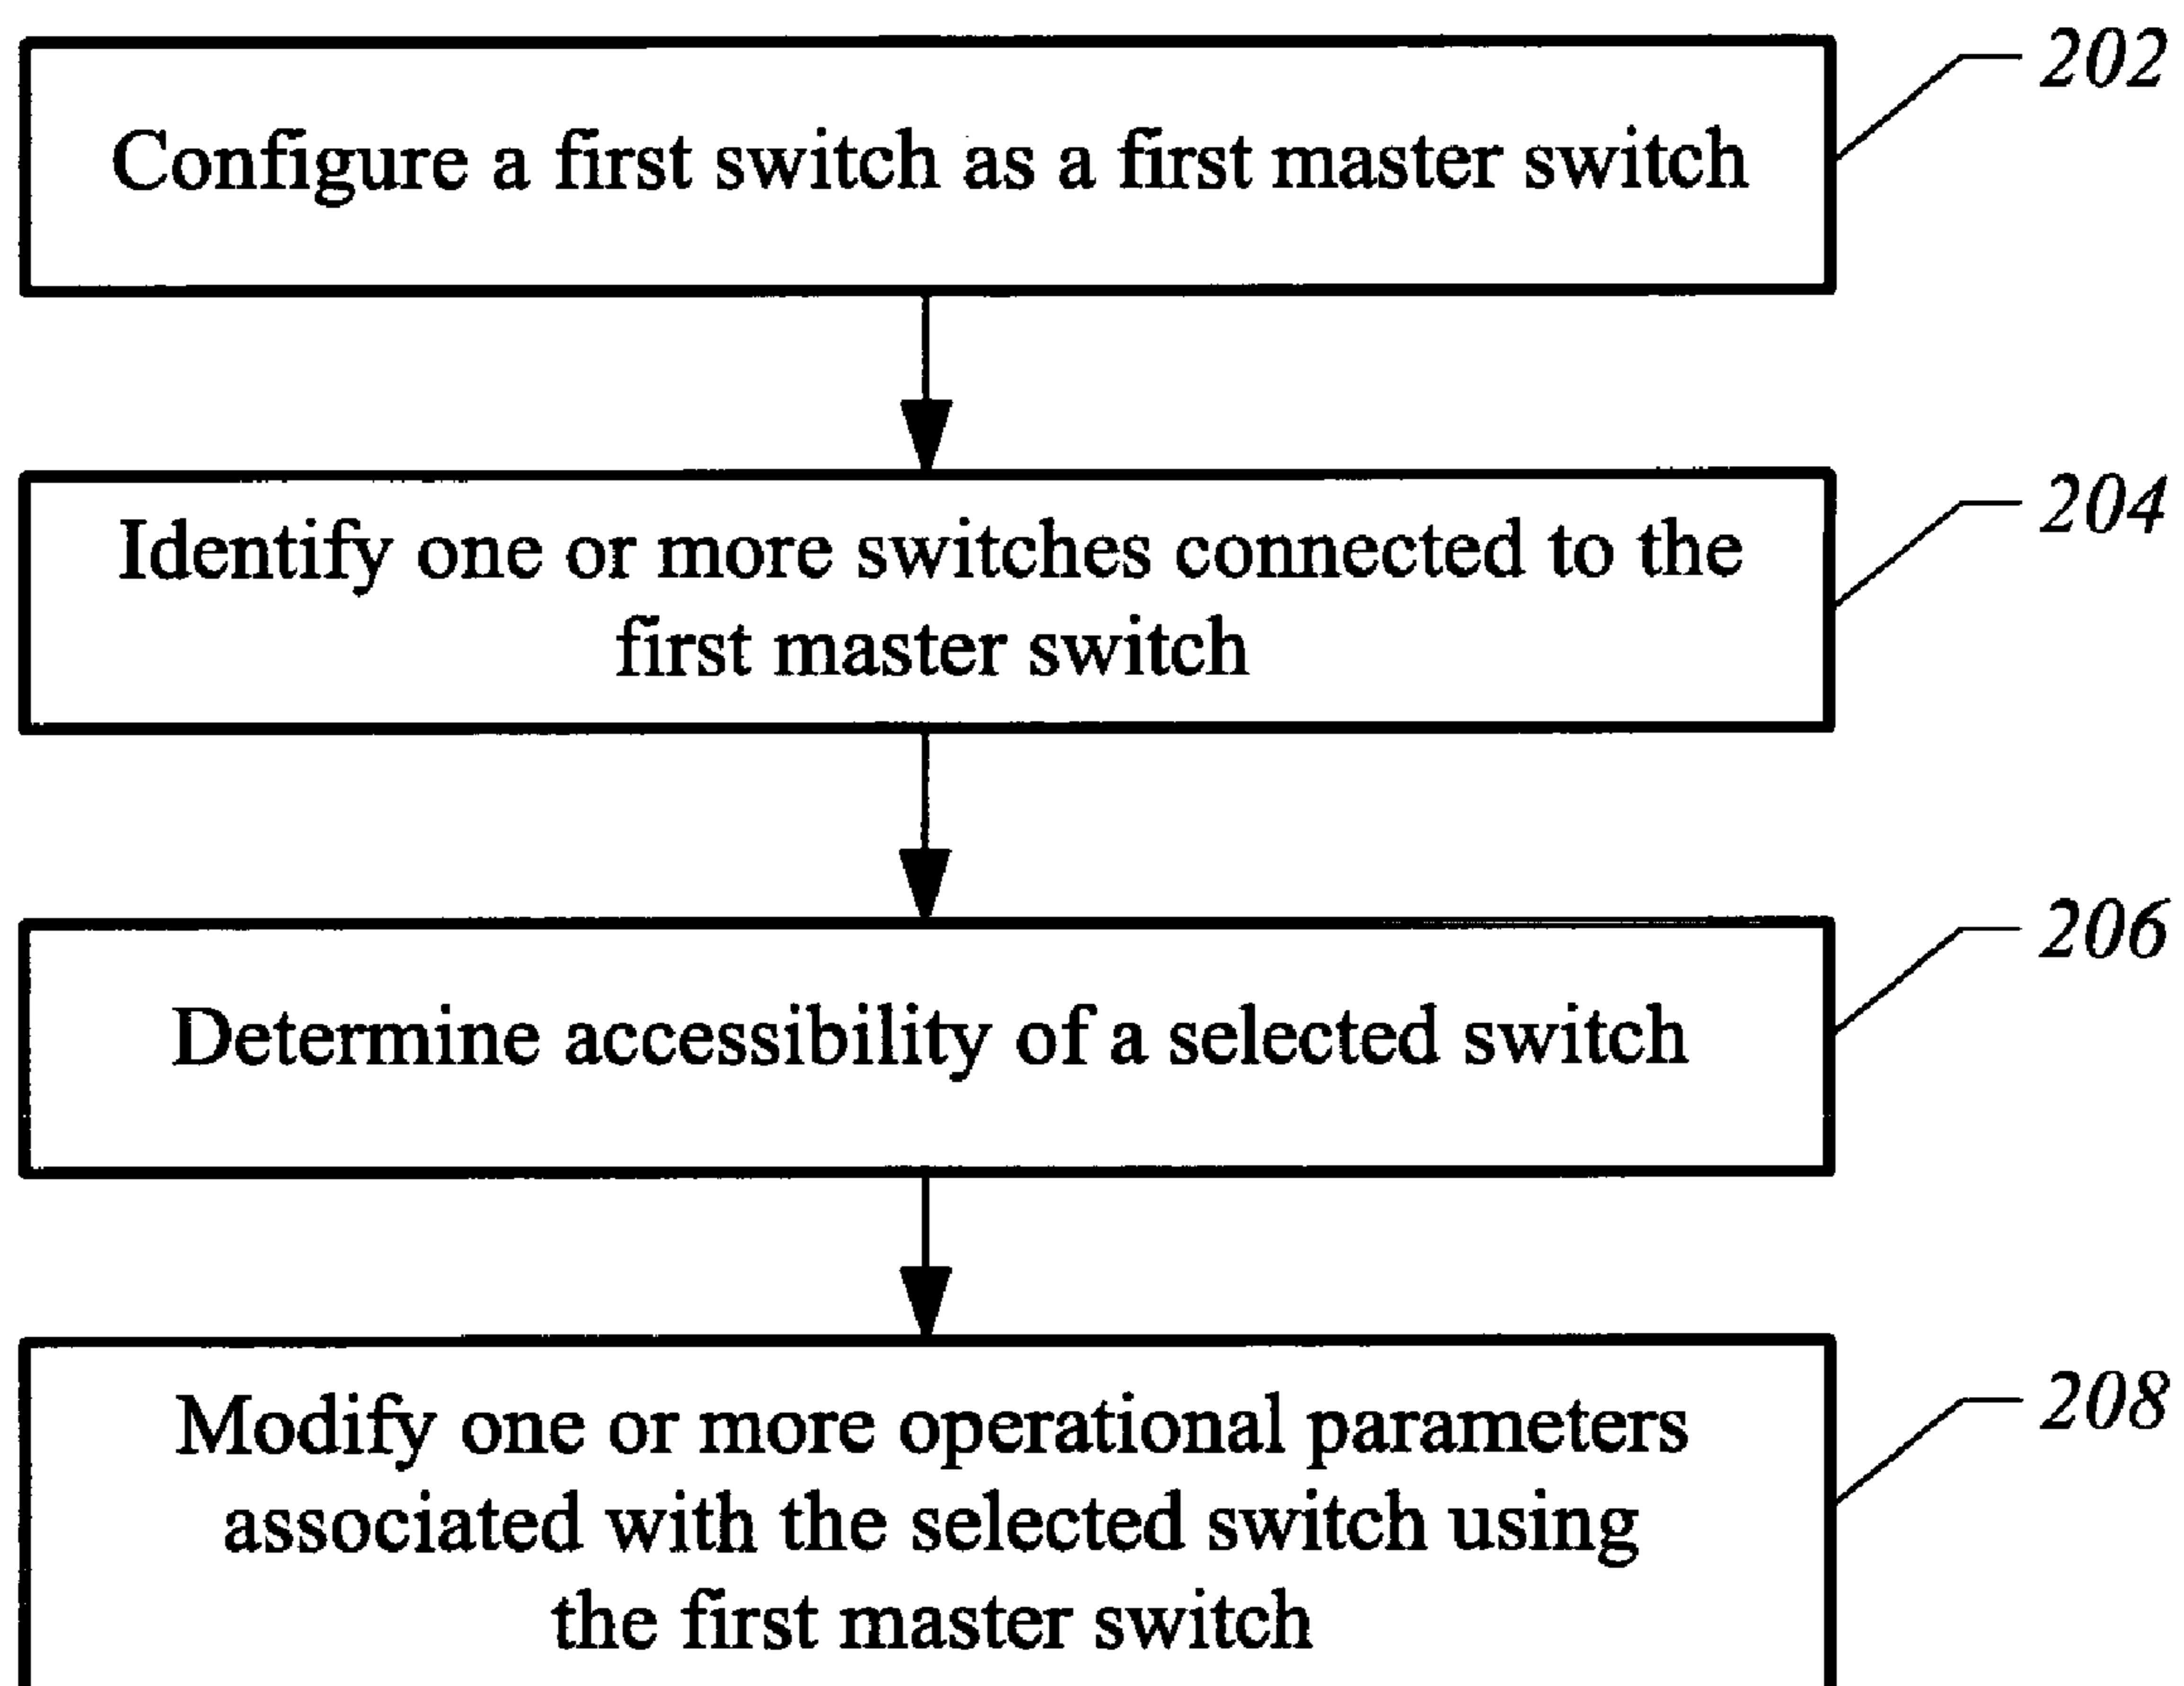 202
Configure a first switch as a first master switch
204
Identify one or more switches connected to the
first master switch
206
Determine accessibility of a selected switch
208
Modify one or more operational parameters
associated with the selected switch using
the first master switch